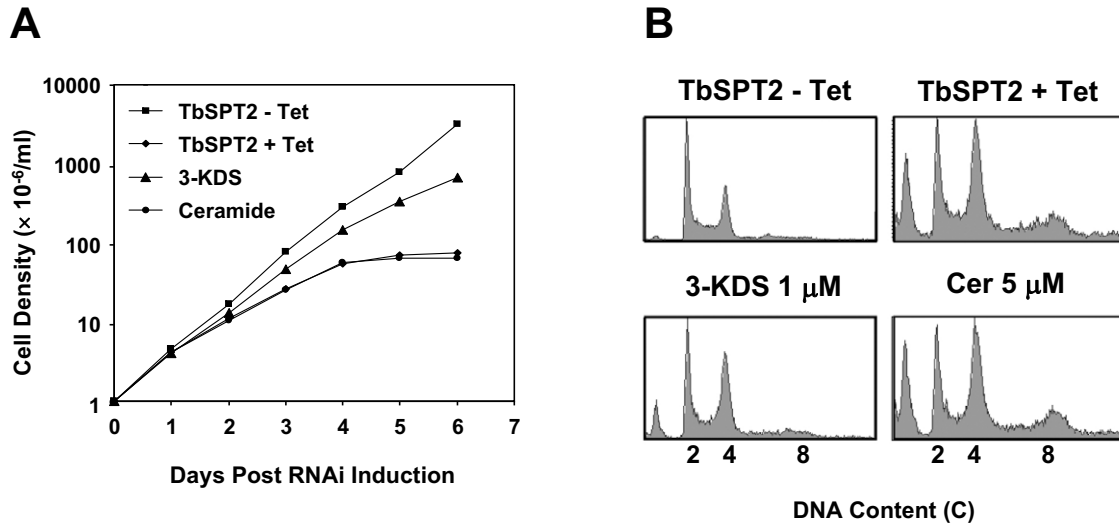 A
Cell Density (× 10⁻⁶/ml)
10000
1000
100
10
1
TbSPT2 - Tet
TbSPT2 + Tet
3-KDS
Ceramide
0 1 2 3 4 5 6 7
Days Post RNAi Induction
B
TbSPT2 - Tet
TbSPT2 + Tet
3-KDS 1 μM
Cer 5 μM
2 4 8
2 4 8
DNA Content (C)